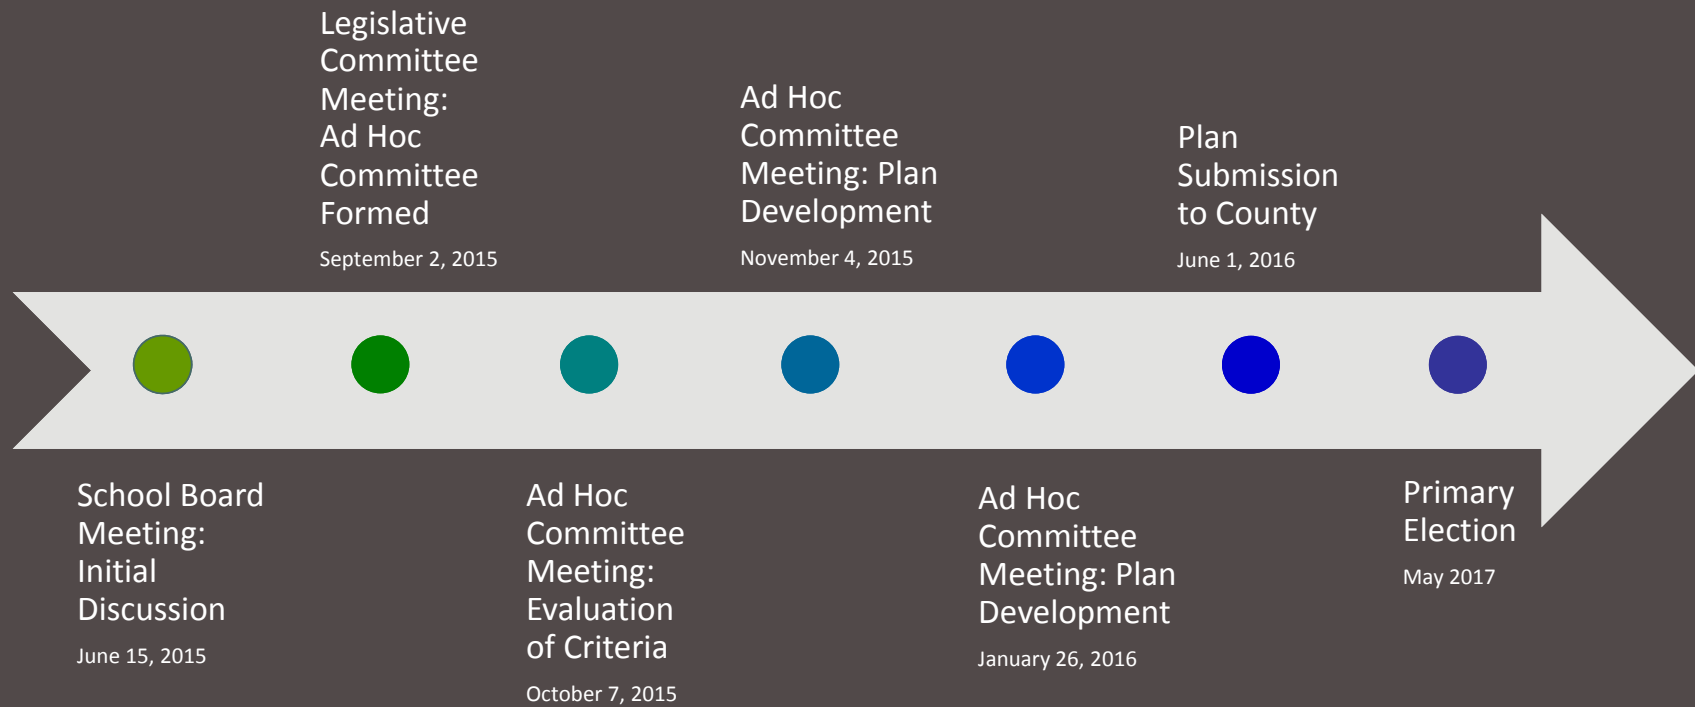 School Board
Meeting:
Initial
Discussion
June 15, 2015
Legislative
Committee
Meeting:
Ad Hoc
Committee
Formed
September 2, 2015
Ad Hoc
Committee
Meeting:
Evaluation
of Criteria
October 7, 2015
Ad Hoc
Committee
Meeting: Plan
Development
November 4, 2015
Ad Hoc
Committee
Meeting: Plan
Development
January 26, 2016
Plan
Submission
to County
June 1, 2016
Primary
Election
May 2017